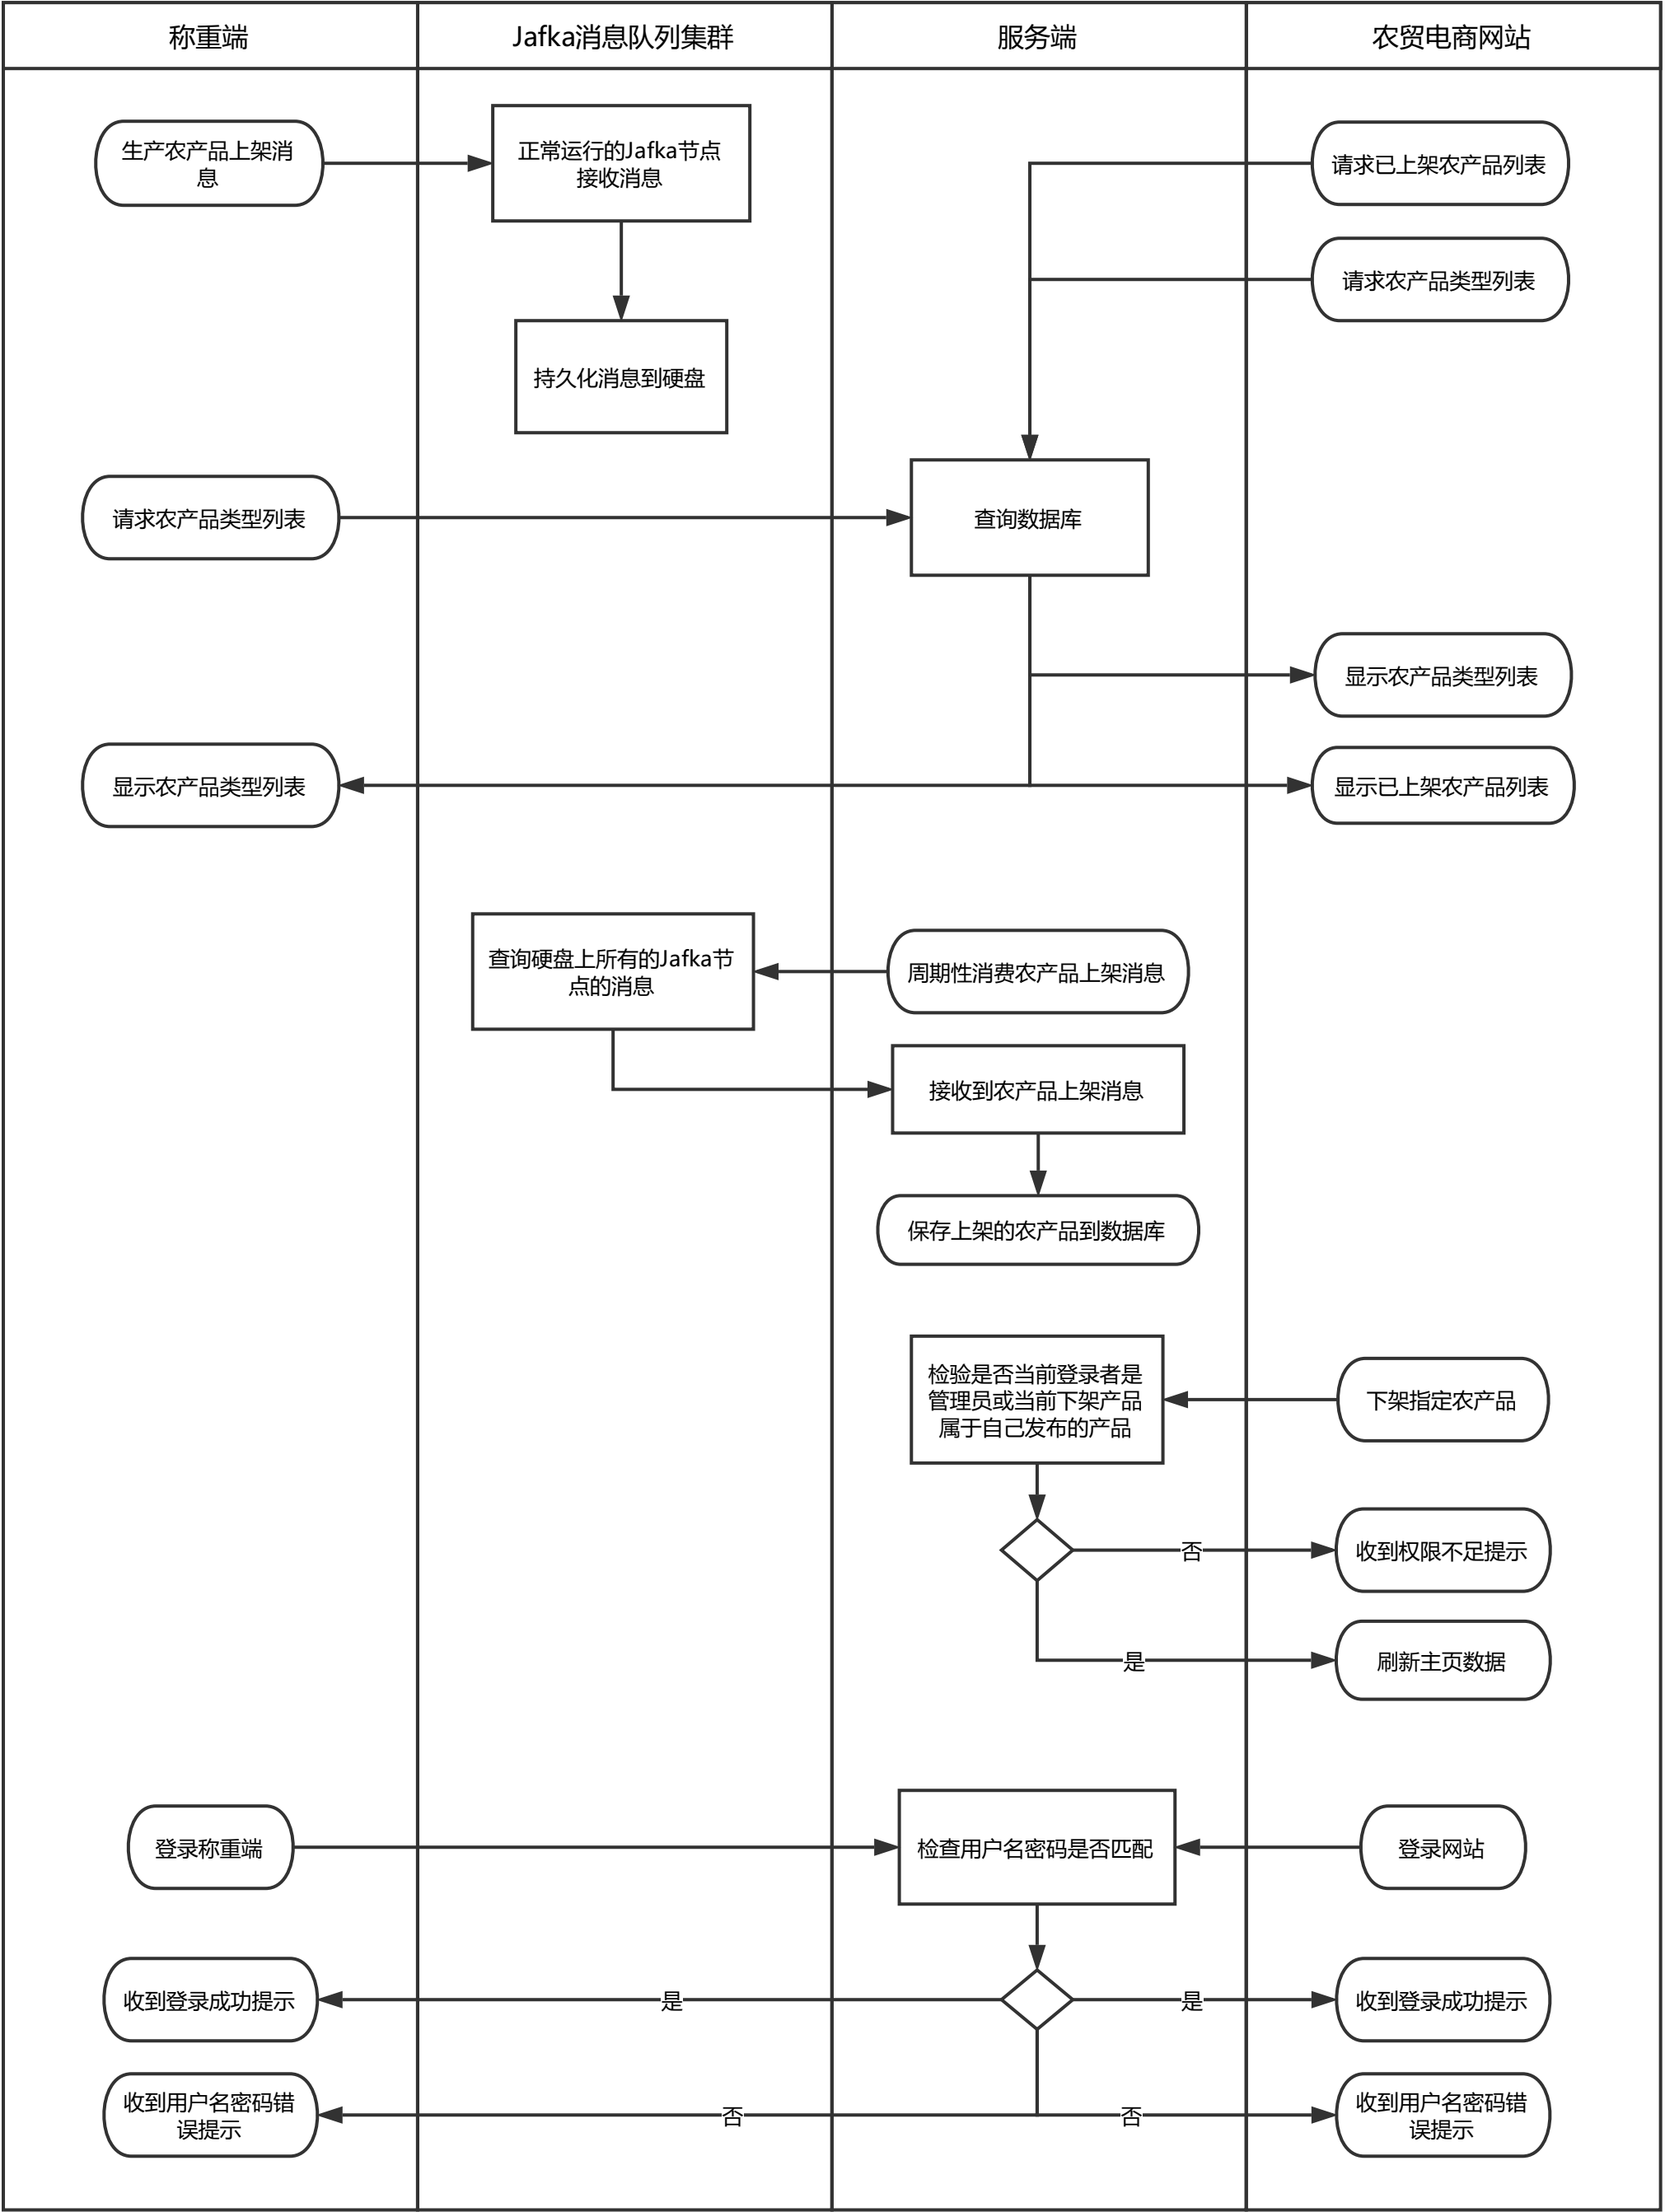 称重端
Jafka消息队列集群
服务端
农贸电商网站
生产农产品上架消
息
正常运行的Jafka节点
接收消息
请求已上架农产品列表
请求农产品类型列表
持久化消息到硬盘
请求农产品类型列表
查询数据库
显示农产品类型列表
显示农产品类型列表
显示已上架农产品列表
查询硬盘上所有的Jafka节
点的消息
周期性消费农产品上架消息
接收到农产品上架消息
保存上架的农产品到数据库
检验是否当前登录者是
管理员或当前下架产品
属于自己发布的产品
下架指定农产品
否
收到权限不足提示
是
刷新主页数据
登录称重端
检查用户名密码是否匹配
登录网站
收到登录成功提示
是
是
收到登录成功提示
收到用户名密码错
误提示
否
否
收到用户名密码错
误提示